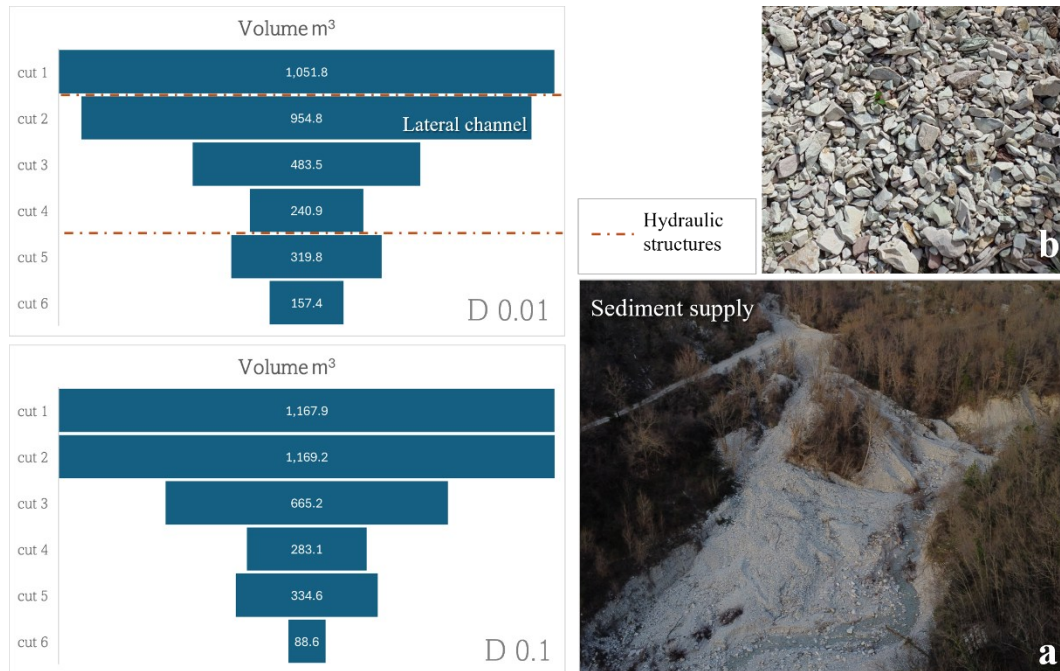 Volume m³
cut 1
1,051.8
cut 2
954.8
Lateral channel
cut 3
483.5
cut 4
240.9
cut 5
319.8
cut 6
157.4
D 0.01
Volume m³
cut 1
1,167.9
cut 2
1,169.2
cut 3
665.2
cut 4
283.1
cut 5
334.6
cut 6
88.6
D 0.1
Hydraulic
structures
b
Sediment supply
a